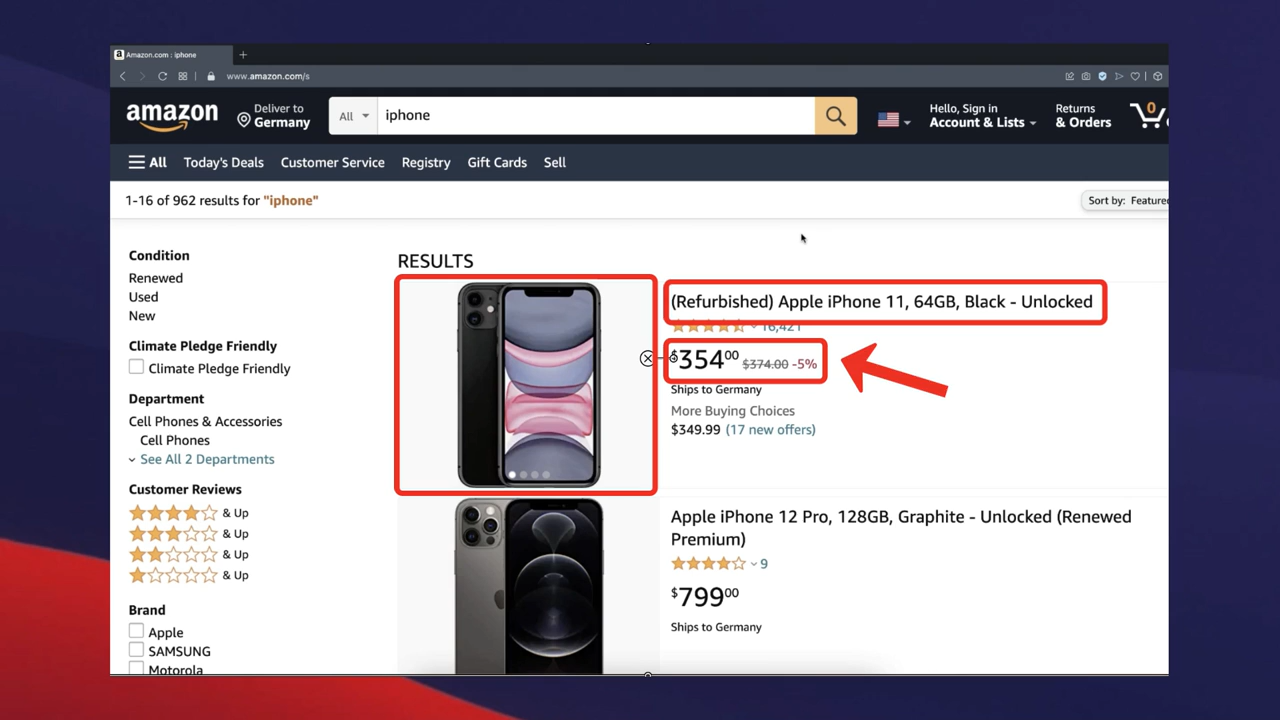 Amazon.com : iphone
www.amazon.com/s
amazon
Deliver to
Germany
All
iphone
Hello, Sign in
Account & Lists
Returns
& Orders
0
All
Today's Deals
Customer Service
Registry
Gift Cards
Sell
1-16 of 962 results for "iphone"
Sort by: Featured
Condition
Renewed
Used
New
Climate Pledge Friendly
Climate Pledge Friendly
Department
Cell Phones & Accessories
Cell Phones
See All 2 Departments
Customer Reviews
& Up
& Up
& Up
& Up
Brand
Apple
SAMSUNG
Motorola
RESULTS
(Refurbished) Apple iPhone 11, 64GB, Black - Unlocked
16,421
$35400 $374.00 -5%
Ships to Germany
More Buying Choices
$349.99 (17 new offers)
Apple iPhone 12 Pro, 128GB, Graphite - Unlocked (Renewed
Premium)
9
$79900
Ships to Germany